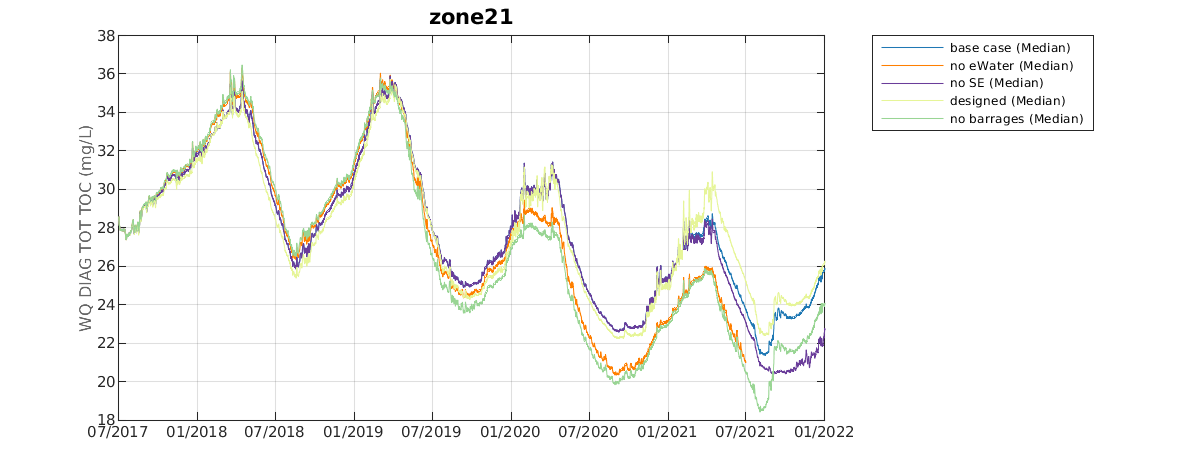 zone21
WQ DIAG TOT TOC (mg/L)
38
36
34
32
30
28
26
24
22
20
18
07/2017 01/2018 07/2018 01/2019 07/2019 01/2020 07/2020 01/2021 07/2021 01/2022
base case (Median)
no eWater (Median)
no SE (Median)
designed (Median)
no barrages (Median)